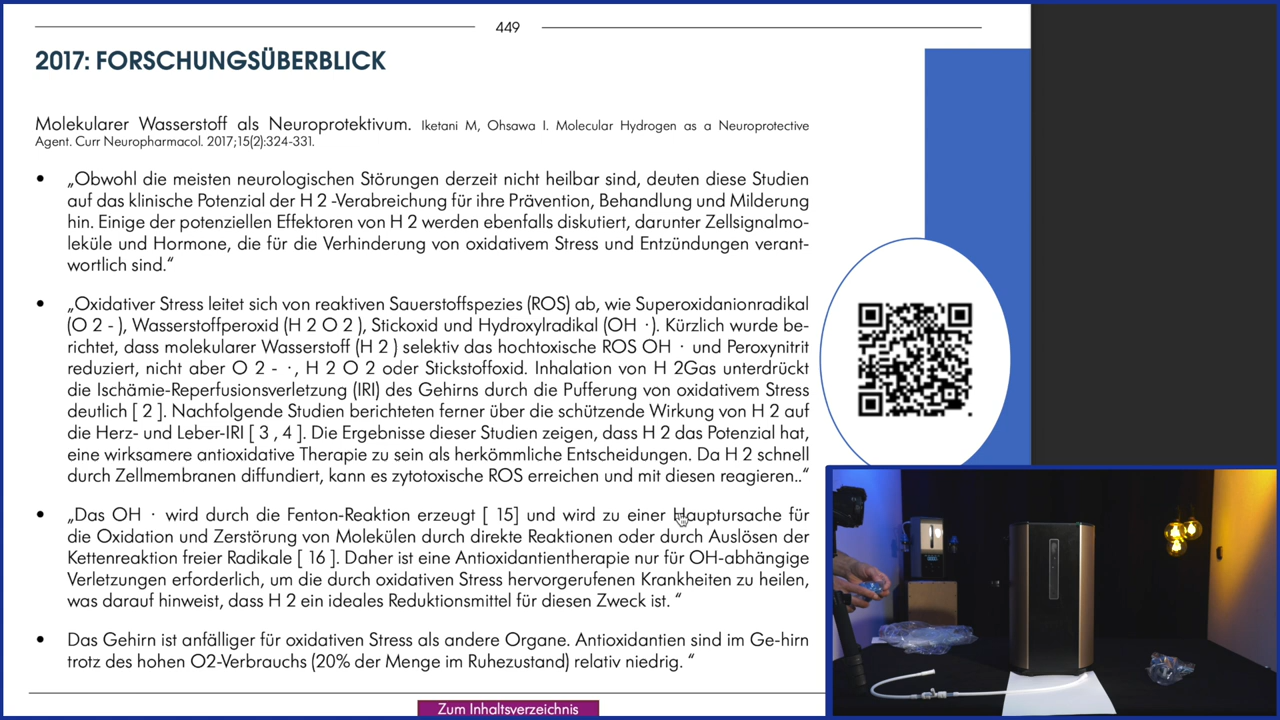 449
2017: FORSCHUNGSÜBERBLICK
Molekularer Wasserstoff als Neuroprotektivum. Iketani M, Ohsawa I. Molecular Hydrogen as a Neuroprotective
Agent. Curr Neuropharmacol. 2017;15(2):324-331.
• „Obwohl die meisten neurologischen Störungen derzeit nicht heilbar sind, deuten diese Studien
auf das klinische Potenzial der H 2 -Verabreichung für ihre Prävention, Behandlung und Milderung
hin. Einige der potenziellen Effektoren von H 2 werden ebenfalls diskutiert, darunter Zellsignalmo-
leküle und Hormone, die für die Verhinderung von oxidativem Stress und Entzündungen verant-
wortlich sind.“
• „Oxidativer Stress leitet sich von reaktiven Sauerstoffspezies (ROS) ab, wie Superoxidanionradikal
(O 2 - ), Wasserstoffperoxid (H 2 O 2 ), Stickoxid und Hydroxylradikal (OH ·). Kürzlich wurde be-
richtet, dass molekularer Wasserstoff (H 2 ) selektiv das hochtoxische ROS OH · und Peroxynitrit
reduziert, nicht aber O 2 - ·, H 2 O 2 oder Stickstoffoxid. Inhalation von H 2Gas unterdrückt
die Ischämie-Reperfusionsverletzung (IRI) des Gehirns durch die Pufferung von oxidativem Stress
deutlich [ 2 ]. Nachfolgende Studien berichteten ferner über die schützende Wirkung von H 2 auf
die Herz- und Leber-IRI [ 3 , 4 ]. Die Ergebnisse dieser Studien zeigen, dass H 2 das Potenzial hat,
eine wirksamere antioxidative Therapie zu sein als herkömmliche Entscheidungen. Da H 2 schnell
durch Zellmembranen diffundiert, kann es zytotoxische ROS erreichen und mit diesen reagieren..“
• „Das OH · wird durch die Fenton-Reaktion erzeugt [ 15] und wird zu einer Hauptursache für
die Oxidation und Zerstörung von Molekülen durch direkte Reaktionen oder durch Auslösen der
Kettenreaktion freier Radikale [ 16 ]. Daher ist eine Antioxidantientherapie nur für OH-abhängige
Verletzungen erforderlich, um die durch oxidativen Stress hervorgerufenen Krankheiten zu heilen,
was darauf hinweist, dass H 2 ein ideales Reduktionsmittel für diesen Zweck ist. “
• Das Gehirn ist anfälliger für oxidativen Stress als andere Organe. Antioxidantien sind im Ge-hirn
trotz des hohen O2-Verbrauchs (20% der Menge im Ruhezustand) relativ niedrig. “
Zum Inhaltsverzeichnis